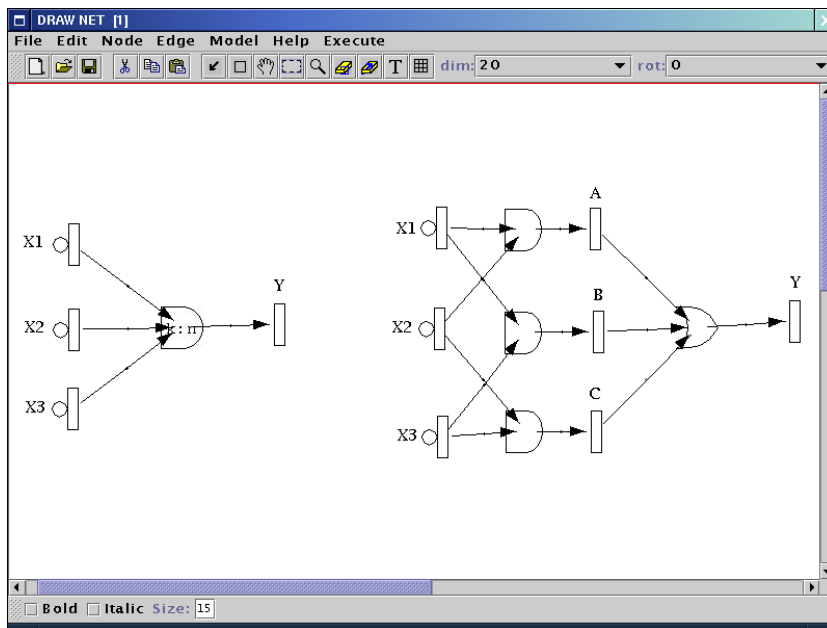 DRAW NET [1]
File Edit Node Edge Model Help Execute
T dim: 20 rot: 0
A
X1 X1
Y B Y
X2 k:n X2
C
X3 X3
Bold Italic Size: 15